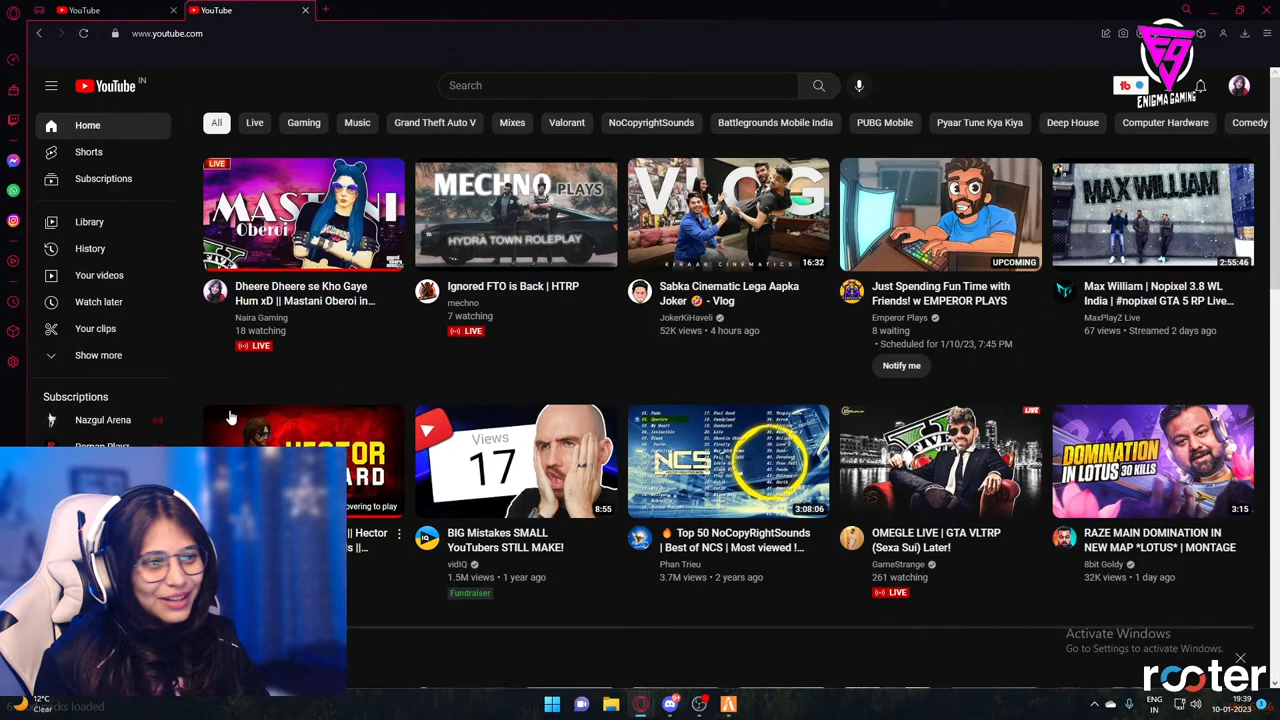 YouTube
YouTube
www.youtube.com
ENIGMA GAMING
YouTube IN
Search
All
Live
Gaming
Music
Grand Theft Auto V
Mixes
Valorant
NoCopyrightSounds
Battlegrounds Mobile India
PUBG Mobile
Pyaar Tune Kya Kiya
Deep House
Computer Hardware
Comedy
Home
Shorts
Subscriptions
Library
History
Your videos
Watch later
Your clips
Show more
Subscriptions
Nazgul Arena
LIVE
MASTANI
Oberoi
Dheere Dheere se Kho Gaye
Hum xD || Mastani Oberoi in...
Naira Gaming
18 watching
LIVE
MECHNO PLAYS
HYDRA TOWN ROLEPLAY
Ignored FTO is Back | HTRP
mechno
7 watching
LIVE
VLOG
KIRAAK CINEMATICS
16:32
Sabka Cinematic Lega Aapka
Joker 🤣 - Vlog
JokerKiHaveli
52K views • 4 hours ago
UPCOMING
Just Spending Fun Time with
Friends! w EMPEROR PLAYS
Emperor Plays
8 waiting
• Scheduled for 1/10/23, 7:45 PM
Notify me
MAX WILLIAM
2:55:46
Max William | Nopixel 3.8 WL
India | #nopixel GTA 5 RP Live...
MaxPlayZ Live
67 views • Streamed 2 days ago
HECTOR
|| Hector
Views
17
8:55
BIG Mistakes SMALL
YouTubers STILL MAKE!
vidIQ
1.5M views • 1 year ago
Fundraiser
NCS
3:08:06
🔥 Top 50 NoCopyRightSounds
| Best of NCS | Most viewed !...
Phan Trieu
3.7M views • 2 years ago
LIVE
OMEGLE LIVE | GTA VLTRP
(Sexa Sui) Later!
GameStrange
261 watching
LIVE
DOMINATION
IN LOTUS 30 KILLS
3:15
RAZE MAIN DOMINATION IN
NEW MAP *LOTUS* | MONTAGE
8bit Goldy
32K views • 1 day ago
Activate Windows
Go to Settings to activate Windows.
rooter
12°C
Clear
ENG
IN
19:39
10-01-2023